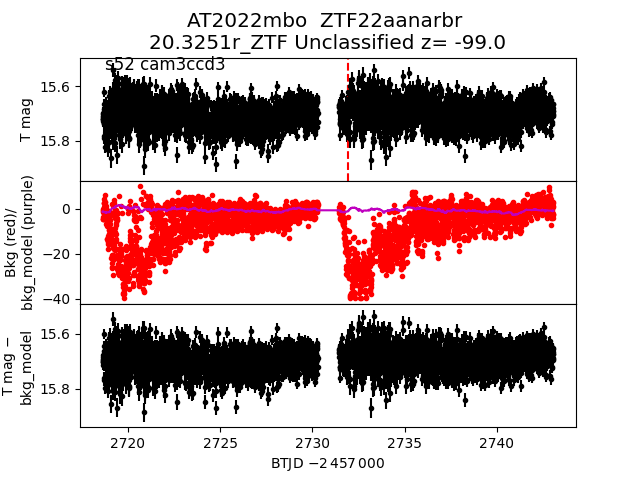 AT2022mbo  ZTF22aanarbr
20.3251r_ZTF Unclassified z= -99.0
s52 cam3ccd3
15.6
15.8
T mag
0
−20
−40
Bkg (red)/
bkg_model (purple)
15.6
15.8
T mag −
bkg_model
2720
2725
2730
2735
2740
BTJD −2 457 000